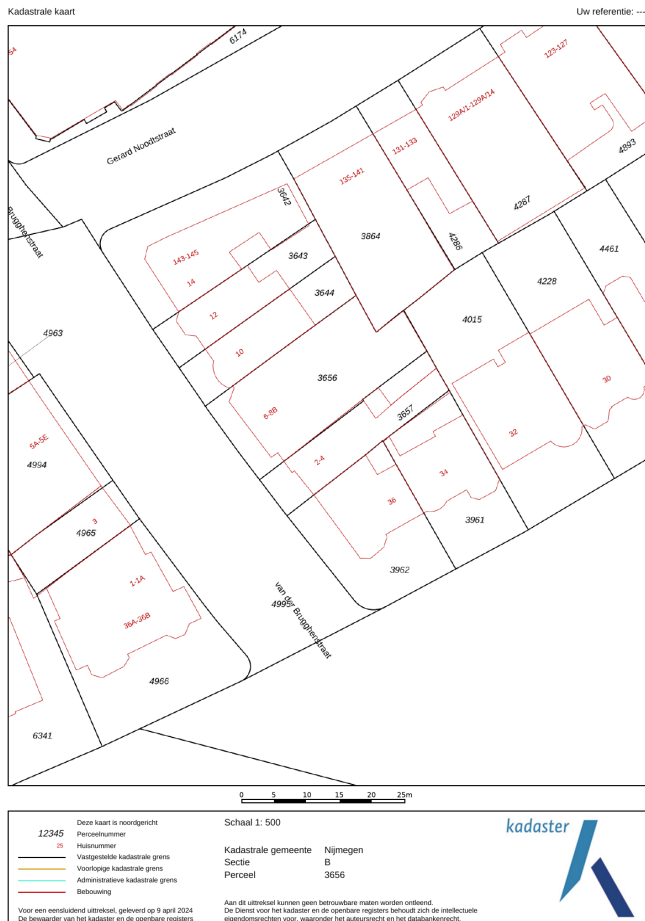 Kadastrale kaart
Uw referentie: ---
54
6174
123-127
Gerard Noodtstraat
129A/1-129A/14
131-133
4893
135-141
3642
4287
Brugghenstraat
3864
4286
143-145
3643
4461
14
4228
3644
12
4015
4963
10
3656
30
6-8B
3657
5A-5E
32
4994
2-4
34
36
3
3961
4965
3962
1-1A
4995
van der Brugghenstraat
36A-36B
4966
6341
0 5 10 15 20 25m
Deze kaart is noordgericht
12345 Perceelnummer
25 Huisnummer
Vastgestelde kadastrale grens
Voorlopige kadastrale grens
Administratieve kadastrale grens
Bebouwing
Voor een eensluidend uittreksel, geleverd op 9 april 2024
De bewaarder van het kadaster en de openbare registers
Schaal 1: 500
Kadastrale gemeente Nijmegen
Sectie B
Perceel 3656
Aan dit uittreksel kunnen geen betrouwbare maten worden ontleend.
De Dienst voor het kadaster en de openbare registers behoudt zich de intellectuele
eigendomsrechten voor, waaronder het auteursrecht en het databankenrecht.
kadaster